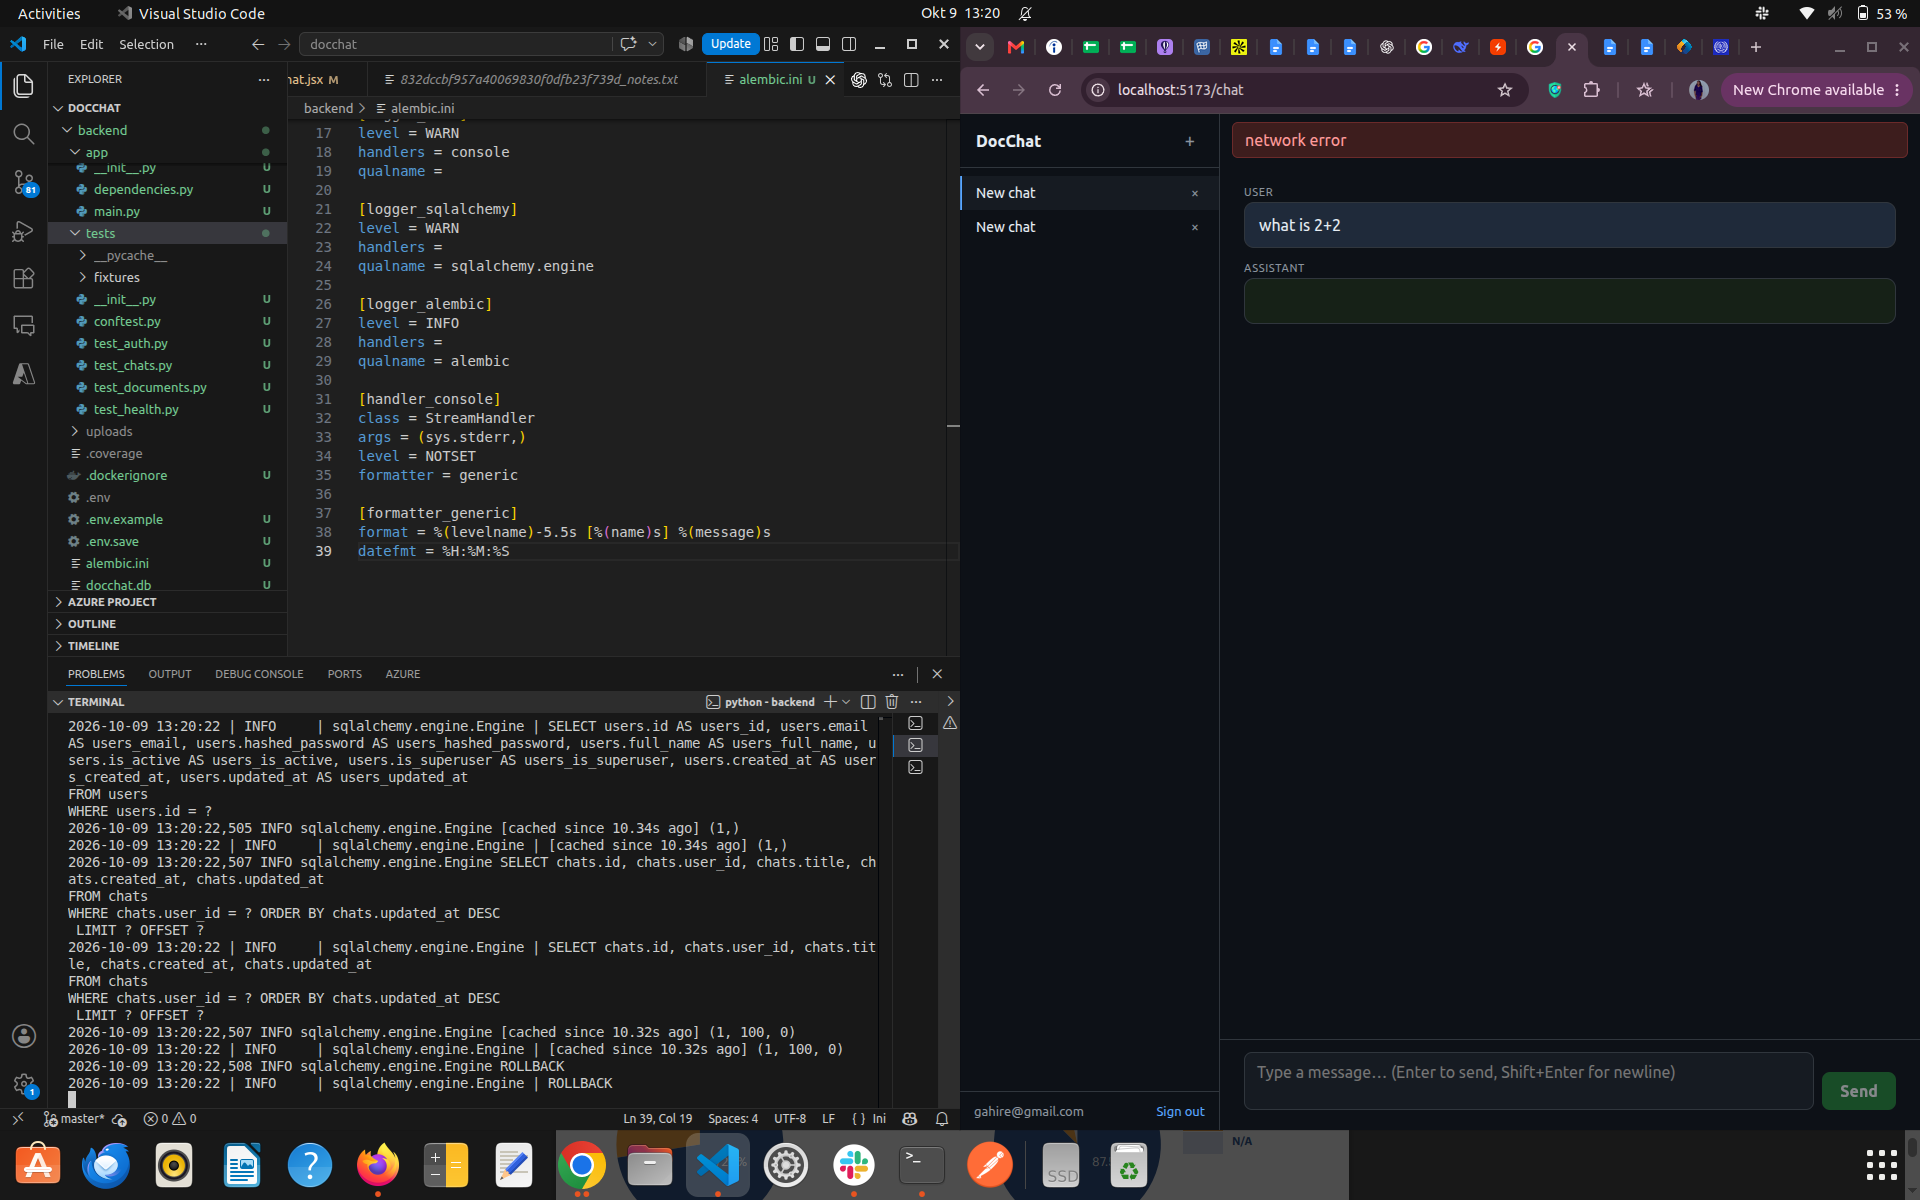 Activities
Visual Studio Code
Okt 9 13:20
53 %
File Edit Selection ···
docchat
Update
EXPLORER
DOCCHAT
backend
app
__init__.py U
dependencies.py U
main.py U
tests
__pycache__
fixtures
__init__.py U
conftest.py U
test_auth.py U
test_chats.py U
test_documents.py U
test_health.py U
uploads
.coverage
.dockerignore U
.env
.env.example U
.env.save U
alembic.ini U
docchat.db U
AZURE PROJECT
OUTLINE
TIMELINE
81
1
hat.jsx M
832dccbf957a40069830f0dfb23f739d_notes.txt
alembic.ini U
backend > alembic.ini
17 level = WARN
18 handlers = console
19 qualname =
20
21 [logger_sqlalchemy]
22 level = WARN
23 handlers =
24 qualname = sqlalchemy.engine
25
26 [logger_alembic]
27 level = INFO
28 handlers =
29 qualname = alembic
30
31 [handler_console]
32 class = StreamHandler
33 args = (sys.stderr,)
34 level = NOTSET
35 formatter = generic
36
37 [formatter_generic]
38 format = %(levelname)-5.5s [%(name)s] %(message)s
39 datefmt = %H:%M:%S
PROBLEMS OUTPUT DEBUG CONSOLE PORTS AZURE
TERMINAL
python - backend
2026-10-09 13:20:22 | INFO     | sqlalchemy.engine.Engine | SELECT users.id AS users_id, users.email
AS users_email, users.hashed_password AS users_hashed_password, users.full_name AS users_full_name, u
sers.is_active AS users_is_active, users.is_superuser AS users_is_superuser, users.created_at AS user
s_created_at, users.updated_at AS users_updated_at
FROM users
WHERE users.id = ?
2026-10-09 13:20:22,505 INFO sqlalchemy.engine.Engine [cached since 10.34s ago] (1,)
2026-10-09 13:20:22 | INFO     | sqlalchemy.engine.Engine | [cached since 10.34s ago] (1,)
2026-10-09 13:20:22,507 INFO sqlalchemy.engine.Engine SELECT chats.id, chats.user_id, chats.title, ch
ats.created_at, chats.updated_at
FROM chats
WHERE chats.user_id = ? ORDER BY chats.updated_at DESC
 LIMIT ? OFFSET ?
2026-10-09 13:20:22 | INFO     | sqlalchemy.engine.Engine | SELECT chats.id, chats.user_id, chats.tit
le, chats.created_at, chats.updated_at
FROM chats
WHERE chats.user_id = ? ORDER BY chats.updated_at DESC
 LIMIT ? OFFSET ?
2026-10-09 13:20:22,507 INFO sqlalchemy.engine.Engine [cached since 10.32s ago] (1, 100, 0)
2026-10-09 13:20:22 | INFO     | sqlalchemy.engine.Engine | [cached since 10.32s ago] (1, 100, 0)
2026-10-09 13:20:22,508 INFO sqlalchemy.engine.Engine ROLLBACK
2026-10-09 13:20:22 | INFO     | sqlalchemy.engine.Engine | ROLLBACK
master* 0 0 Ln 39, Col 19 Spaces: 4 UTF-8 LF { } Ini
localhost:5173/chat
New Chrome available
DocChat +
New chat ×
New chat ×
network error
USER
what is 2+2
ASSISTANT
Type a message… (Enter to send, Shift+Enter for newline)
Send
gahire@gmail.com
Sign out
SSD
87.
N/A